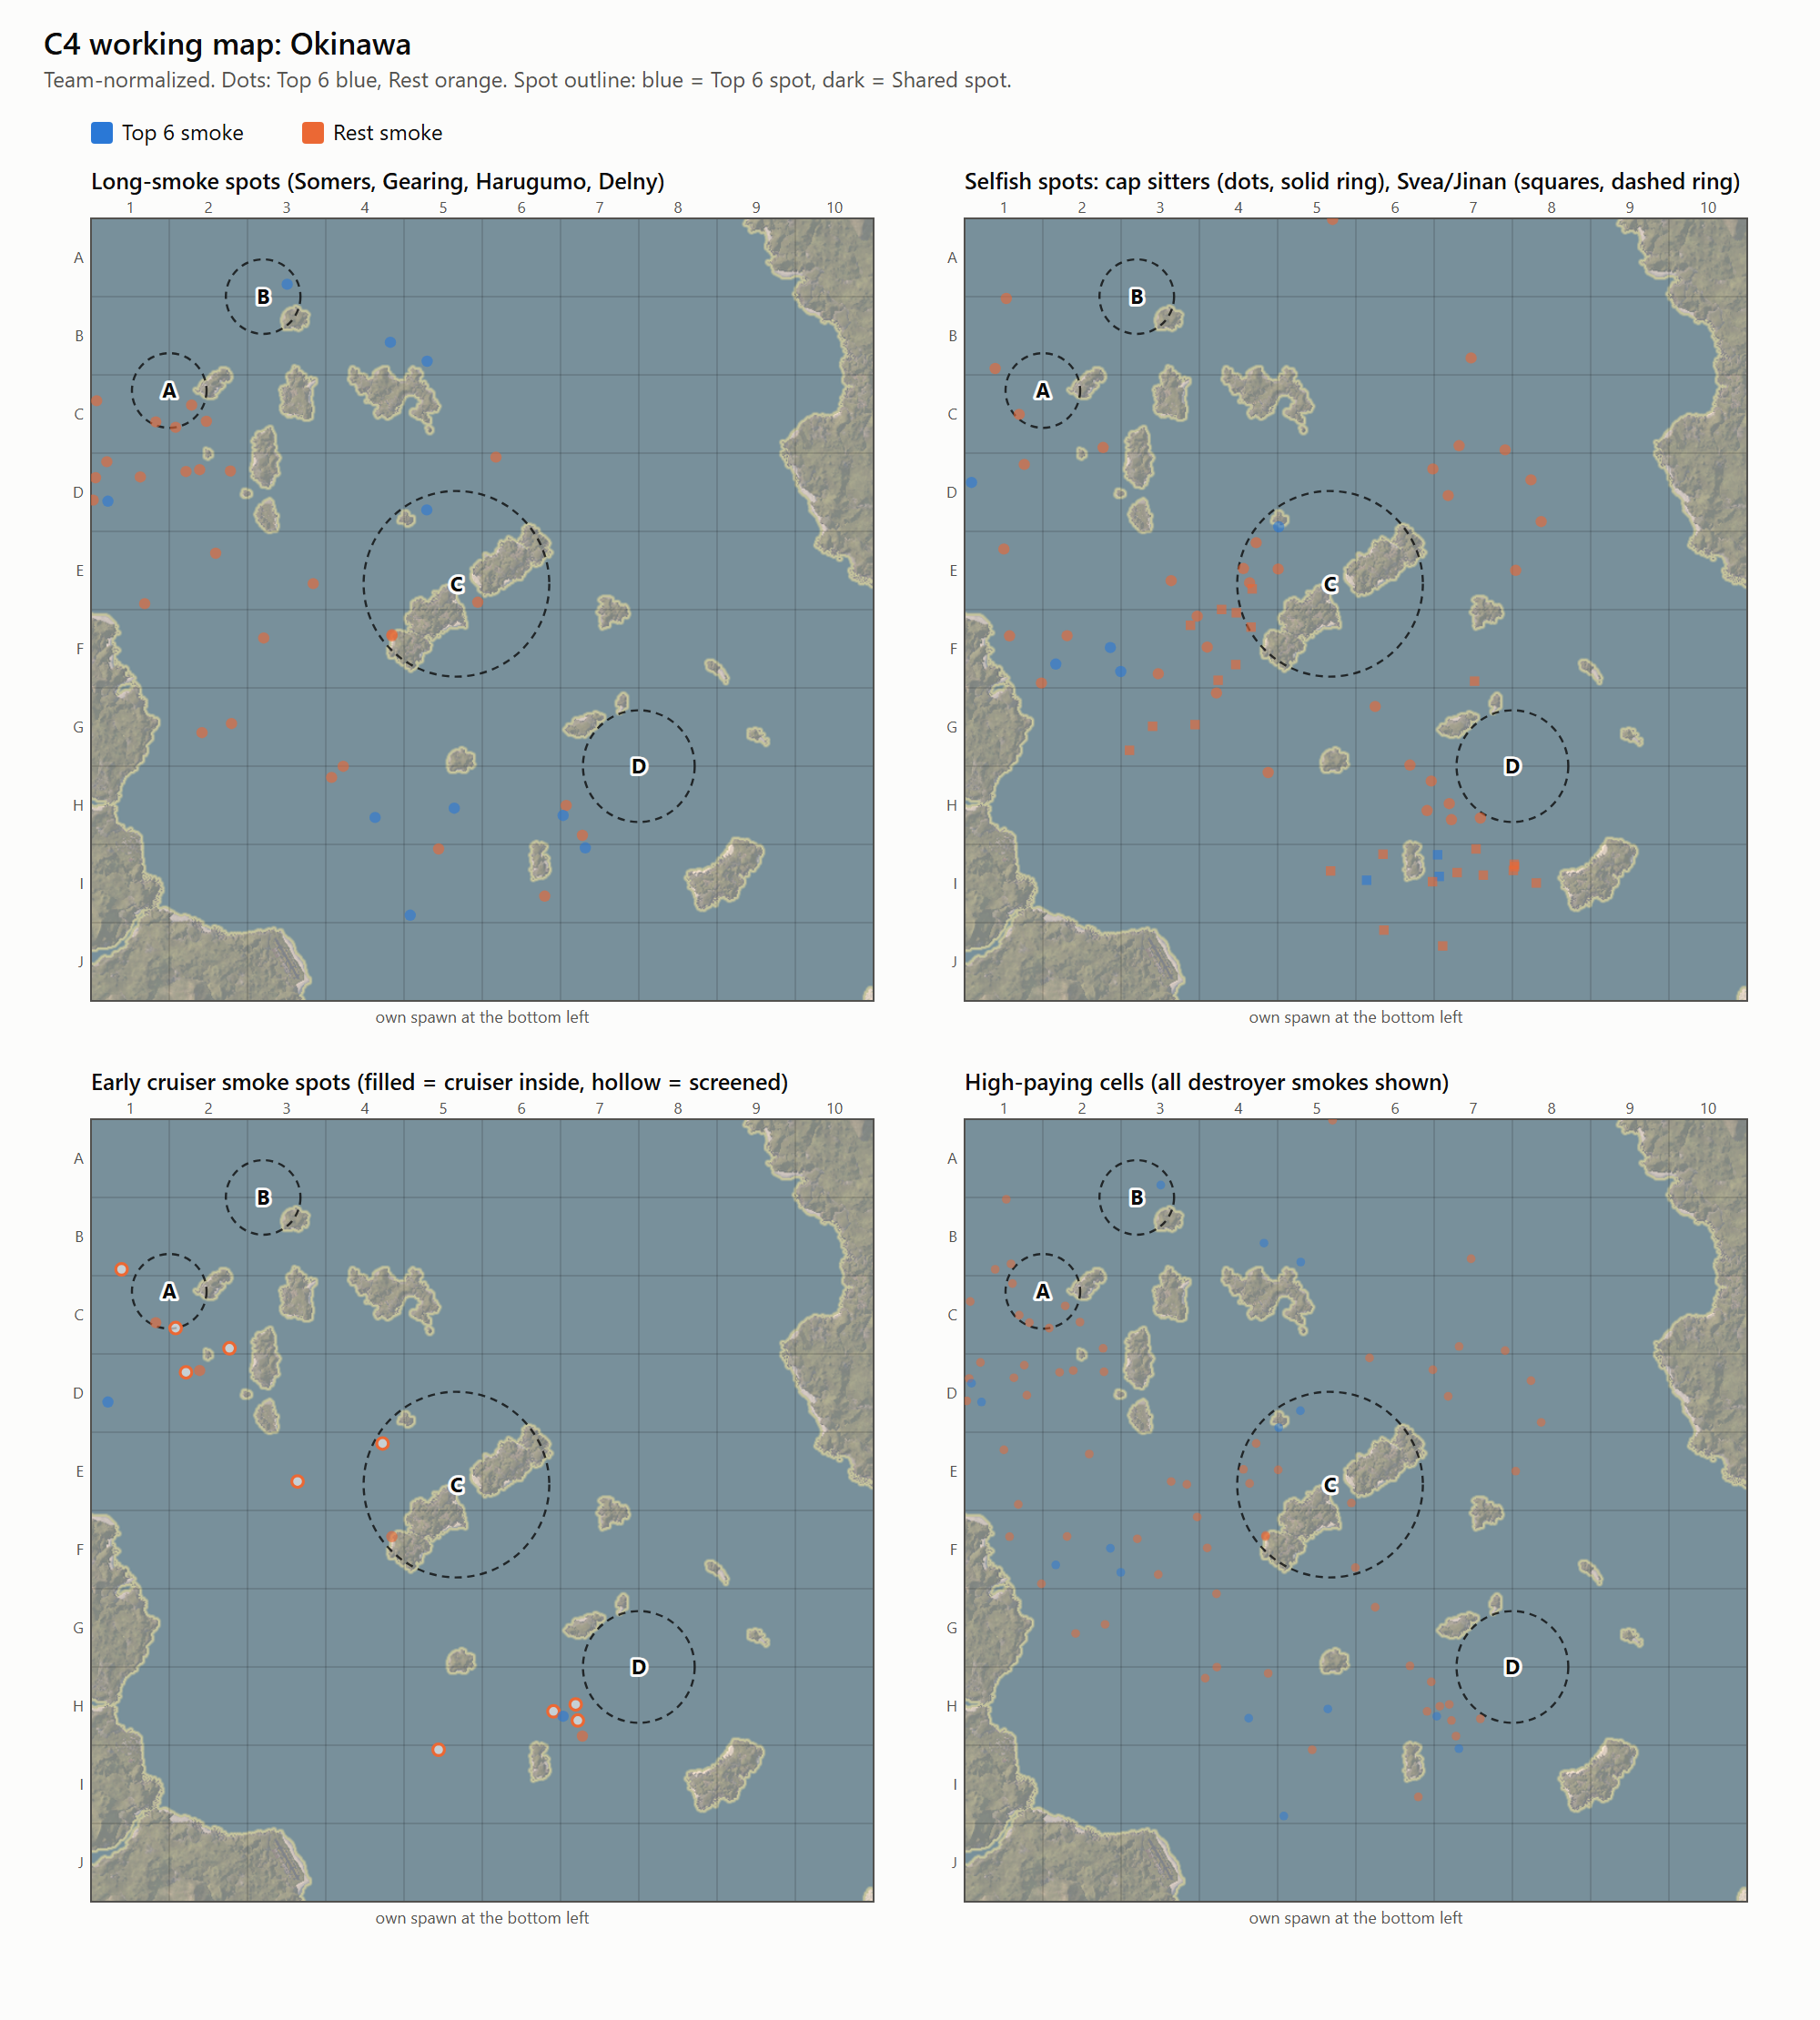 C4 working map: Okinawa
Team-normalized. Dots: Top 6 blue, Rest orange. Spot outline: blue = Top 6 spot, dark = Shared spot.
Top 6 smoke Rest smoke
Long-smoke spots (Somers, Gearing, Harugumo, Delny)
1 2 3 4 5 6 7 8 9 10
A
B
C
D
E
F
G
H
I
J
B
A
C
D
own spawn at the bottom left
Selfish spots: cap sitters (dots, solid ring), Svea/Jinan (squares, dashed ring)
1 2 3 4 5 6 7 8 9 10
A
B
C
D
E
F
G
H
I
J
B
A
C
D
own spawn at the bottom left
Early cruiser smoke spots (filled = cruiser inside, hollow = screened)
1 2 3 4 5 6 7 8 9 10
A
B
C
D
E
F
G
H
I
J
B
A
C
D
own spawn at the bottom left
High-paying cells (all destroyer smokes shown)
1 2 3 4 5 6 7 8 9 10
A
B
C
D
E
F
G
H
I
J
B
A
C
D
own spawn at the bottom left